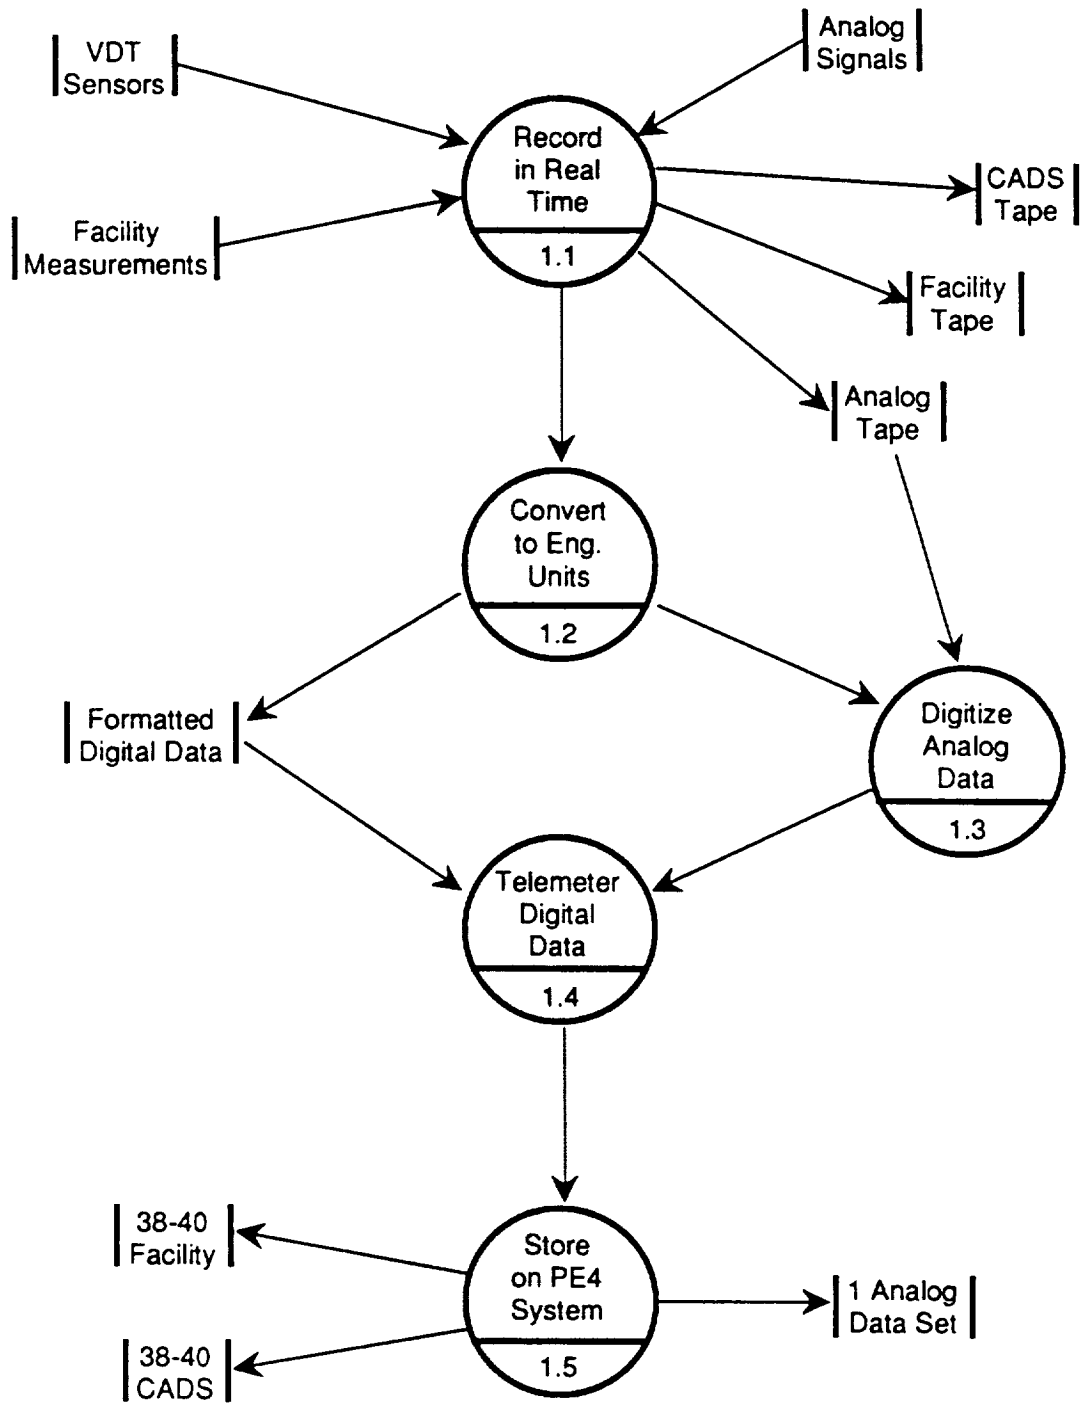 VDT
Sensors
Analog
Signals
Record
in Real
Time
1.1
CADS
Tape
Facility
Measurements
Facility
Tape
Analog
Tape
Convert
to Eng.
Units
1.2
Formatted
Digital Data
Digitize
Analog
Data
1.3
Telemeter
Digital
Data
1.4
38-40
Facility
Store
on PE4
System
1.5
1 Analog
Data Set
38-40
CADS